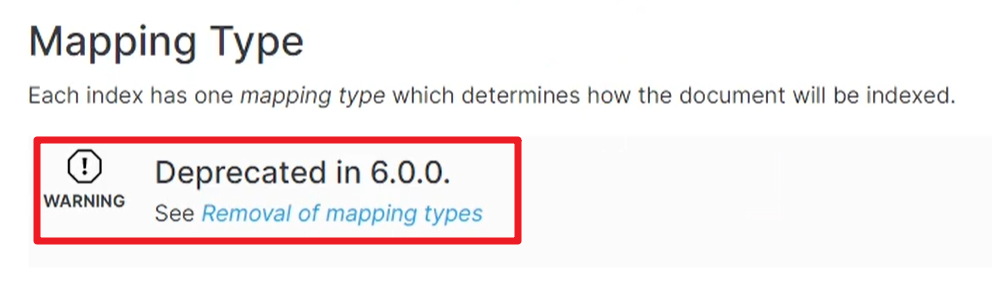 Mapping Type
Each index has one mapping type which determines how the document will be indexed.
Deprecated in 6.0.0.
WARNING
See Removal of mapping types